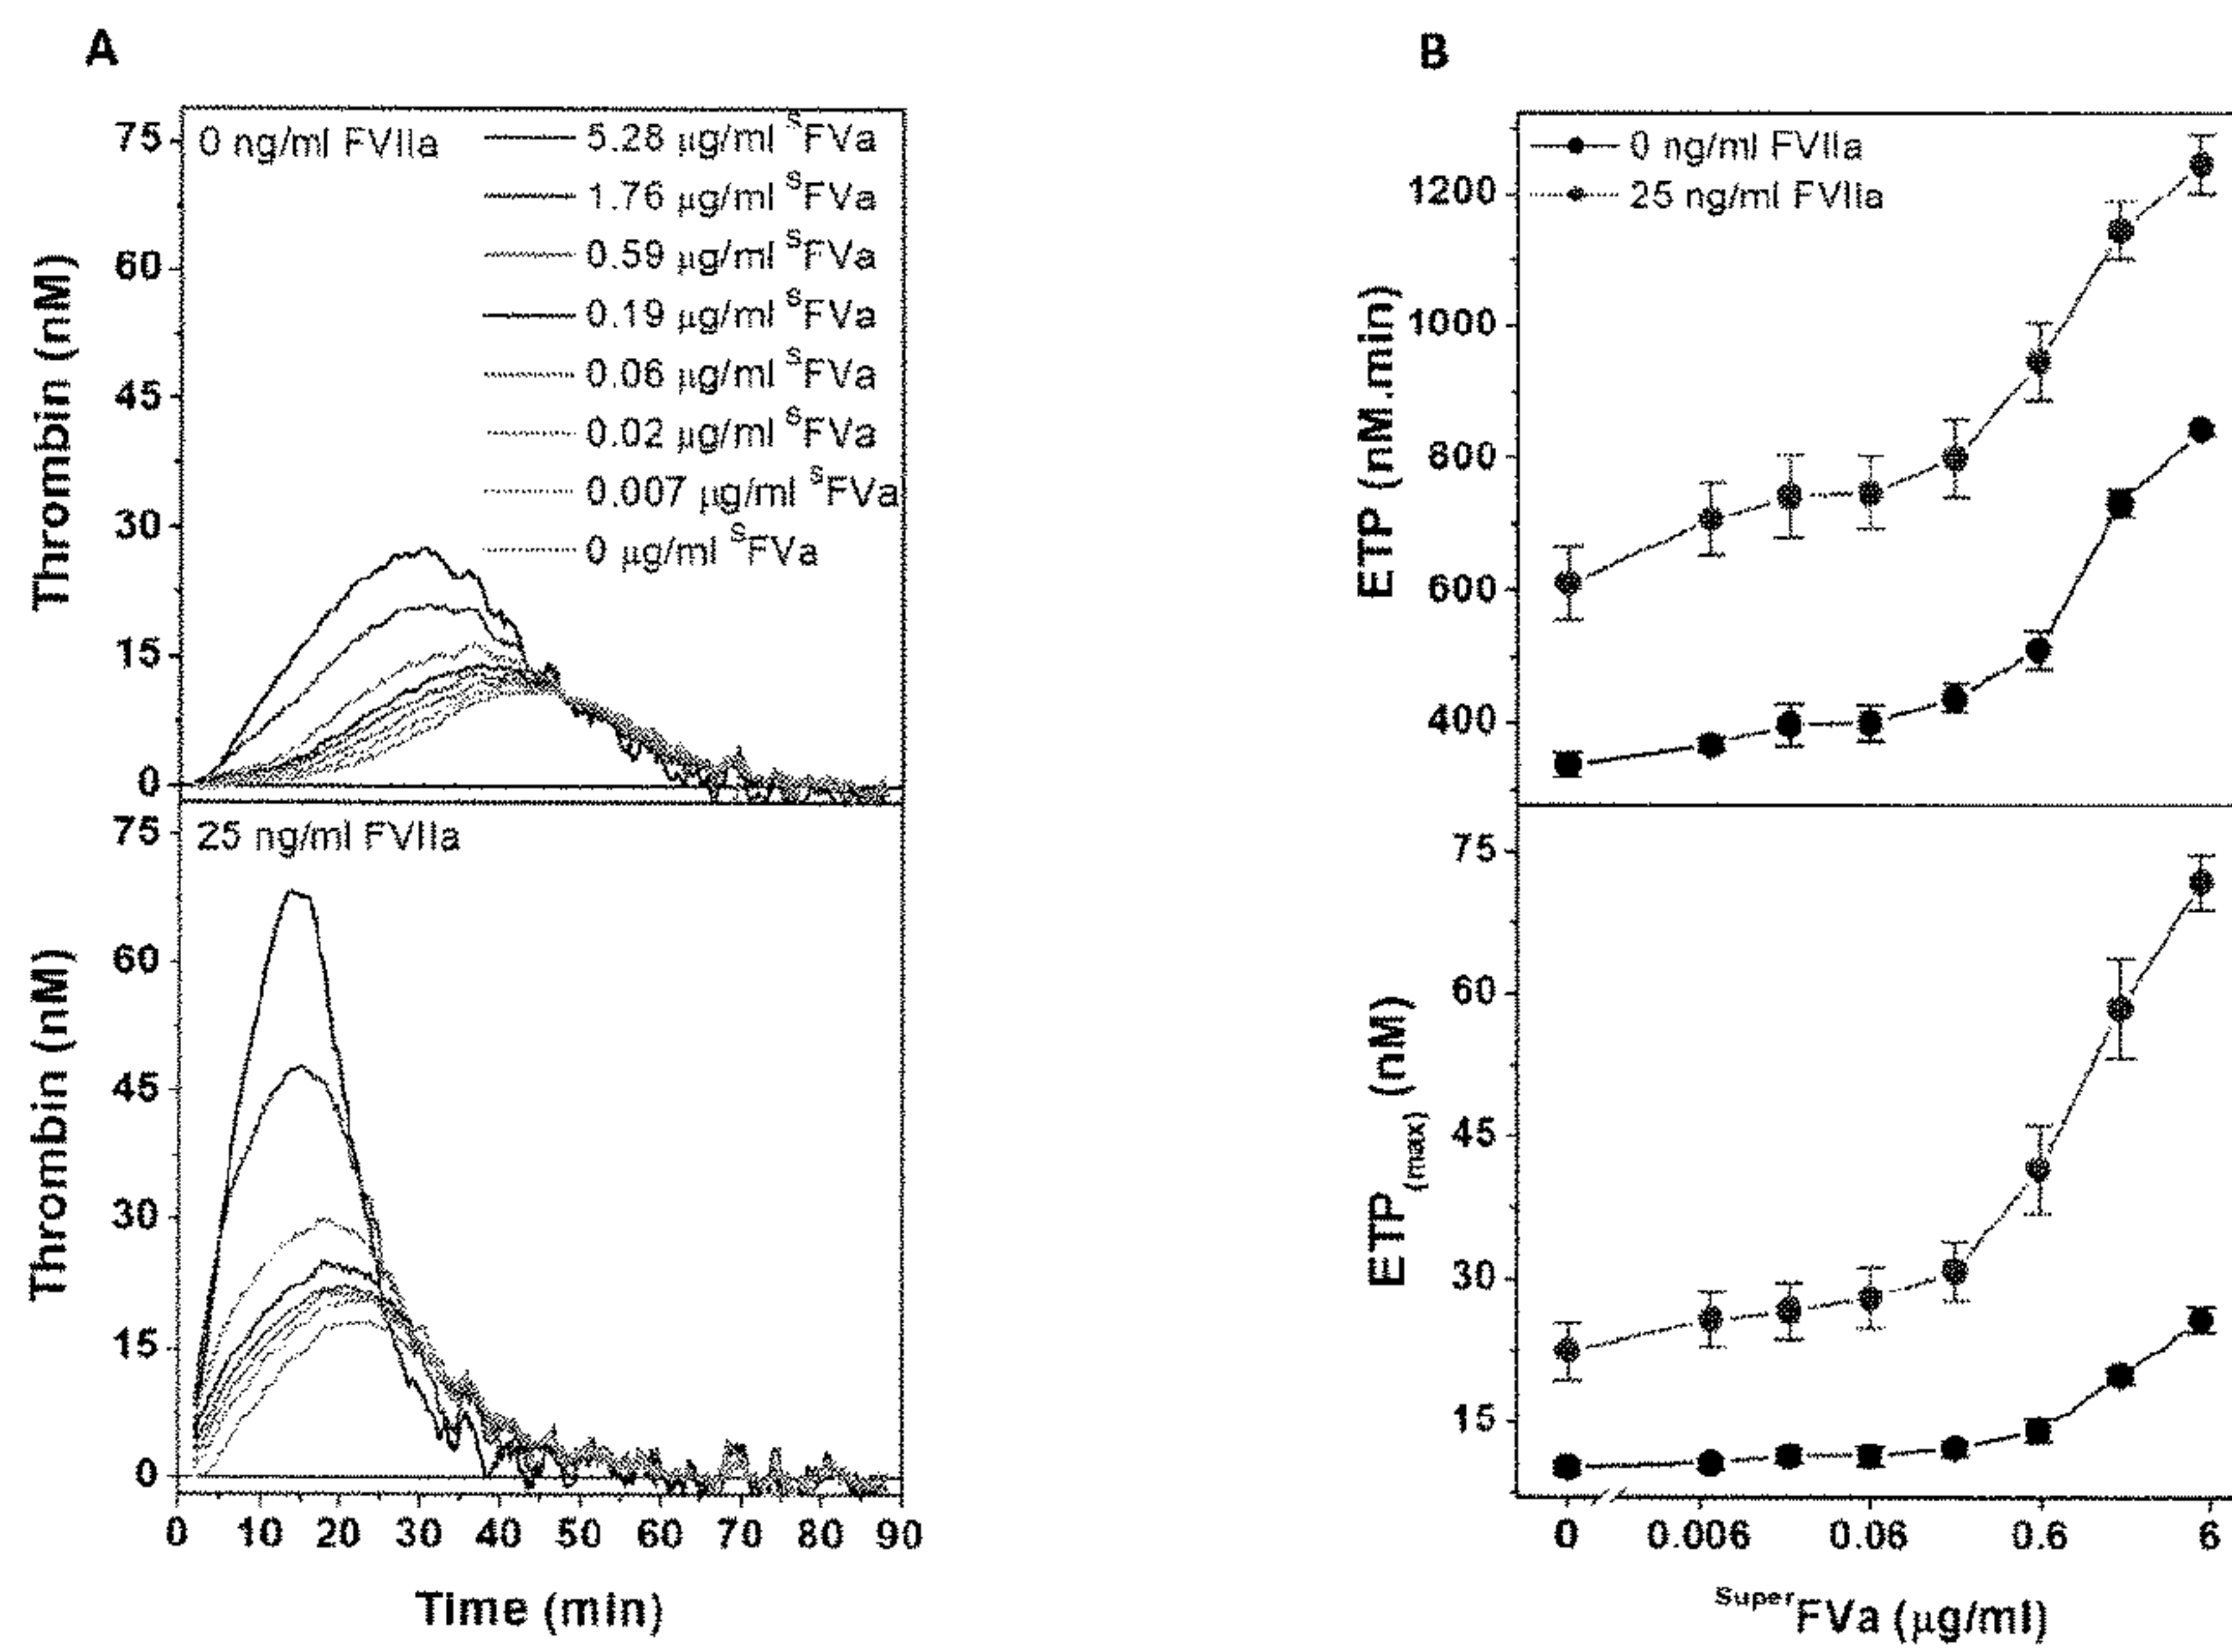 A
75
60
45
30
15
0
Thrombin (nM)
0 ng/ml FVIIa
5.28 µg/ml SFVa
1.76 µg/ml SFVa
0.59 µg/ml SFVa
0.19 µg/ml SFVa
0.06 µg/ml SFVa
0.02 µg/ml SFVa
0.007 µg/ml SFVa
0 µg/ml SFVa
75
60
45
30
15
0
Thrombin (nM)
25 ng/ml FVIIa
0 10 20 30 40 50 60 70 80 90
Time (min)
B
0 ng/ml FVIIa
25 ng/ml FVIIa
1200
1000
800
600
400
ETP (nM.min)
75
60
45
30
15
ETP(max) (nM)
0 0.006 0.06 0.6 6
SuperFVa (µg/ml)